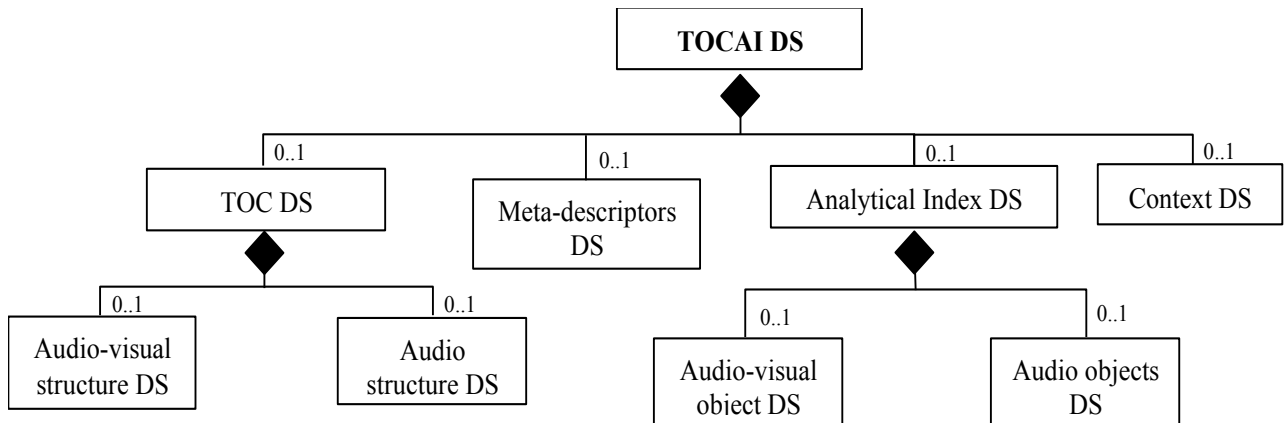 TOCAI DS
0..1
0..1
0..1
0..1
TOC DS
Meta-descriptors
DS
Analytical Index DS
Context DS
0..1
0..1
0..1
0..1
Audio-visual
structure DS
Audio
structure DS
Audio-visual
object DS
Audio objects
DS